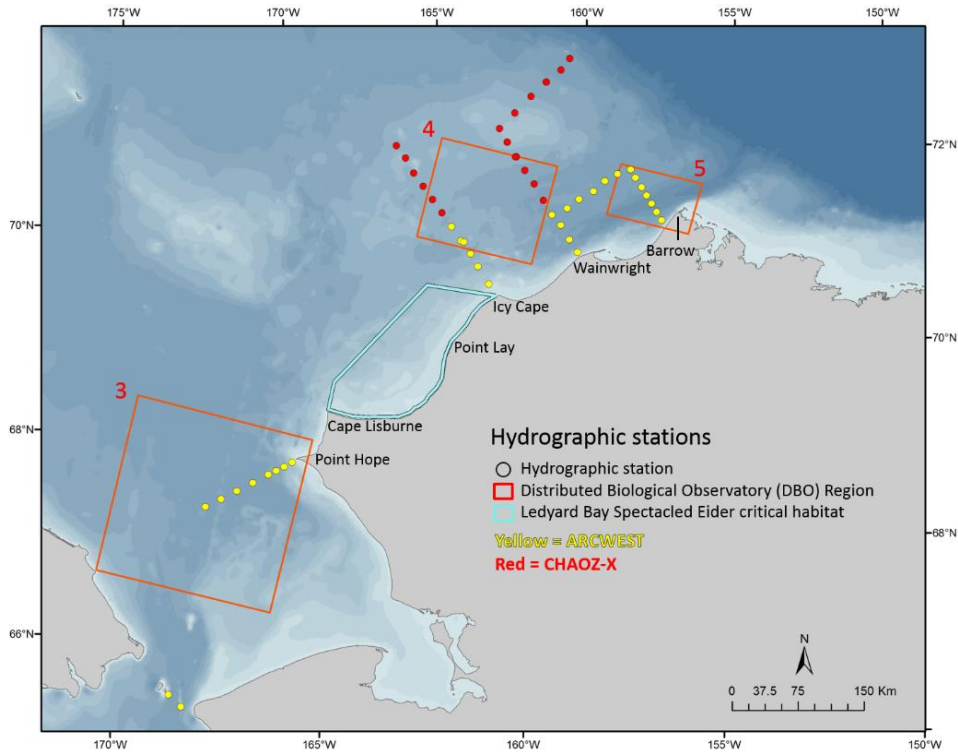 175°W 170°W 165°W 160°W 155°W 150°W
4
5
72°N
70°N
Barrow
Wainwright
Icy Cape
Point Lay
70°N
3
68°N
Cape Lisburne
Point Hope
Hydrographic stations
Hydrographic station
Distributed Biological Observatory (DBO) Region
Ledyard Bay Spectacled Eider critical habitat
Yellow = ARCWEST
Red = CHAOZ-X
68°N
66°N
N
0 37.5 75 150 Km
170°W 165°W 160°W 155°W 150°W